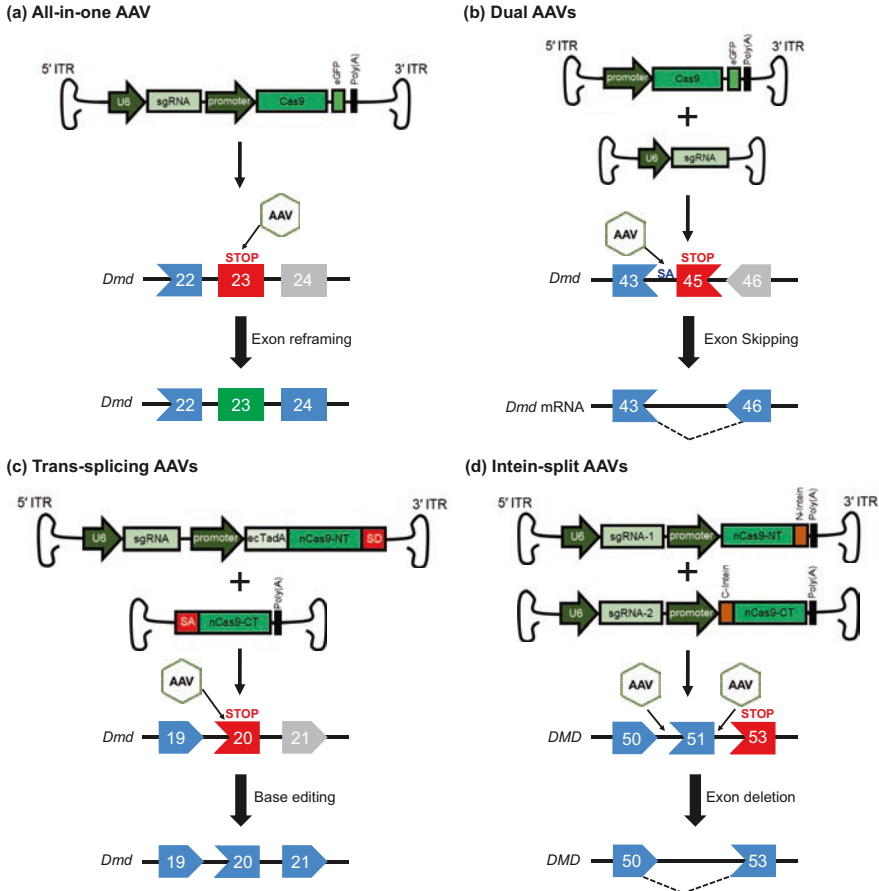 (a) All-in-one AAV
5′ ITR
U6
sgRNA
promoter
Cas9
eGFP
Poly(A)
3′ ITR
AAV
STOP
Dmd 22 23 24
Exon reframing
Dmd 22 23 24
(b) Dual AAVs
5′ ITR
promoter
Cas9
eGFP
Poly(A)
3′ ITR
+
U6
sgRNA
AAV
SA
STOP
Dmd 43 45 46
Exon Skipping
Dmd mRNA 43 46
(c) Trans-splicing AAVs
5′ ITR
U6
sgRNA
promoter
ecTadA
nCas9-NT
SD
3′ ITR
+
SA
nCas9-CT
Poly(A)
AAV
STOP
Dmd 19 20 21
Base editing
Dmd 19 20 21
(d) Intein-split AAVs
5′ ITR
U6
sgRNA-1
promoter
nCas9-NT
N-Intein
Poly(A)
3′ ITR
+
U6
sgRNA-2
promoter
C-Intein
nCas9-CT
Poly(A)
AAV
AAV
STOP
DMD 50 51 53
Exon deletion
DMD 50 53